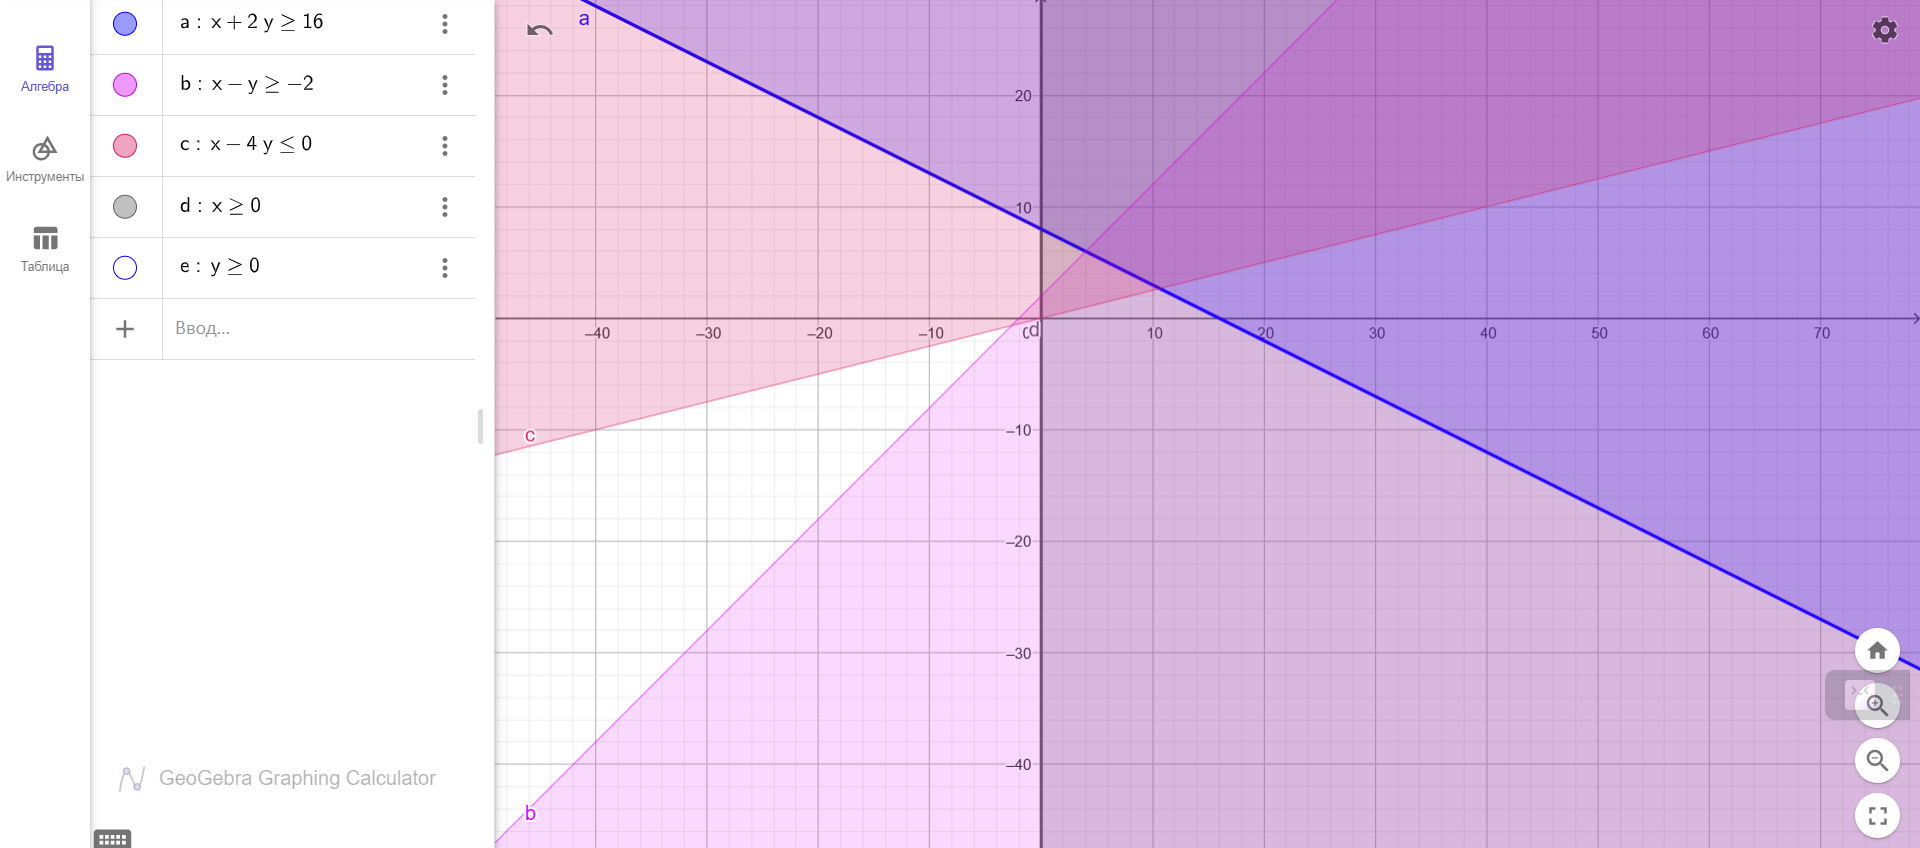 a : x + 2 y ≥ 16
b : x − y ≥ −2
c : x − 4 y ≤ 0
d : x ≥ 0
e : y ≥ 0
Ввод...
Алгебра
Инструменты
Таблица
GeoGebra Graphing Calculator
a
20
10
–40 –30 –20 –10 0 d 10 20 30 40 50 60 70
c
–10
–20
–30
–40
b